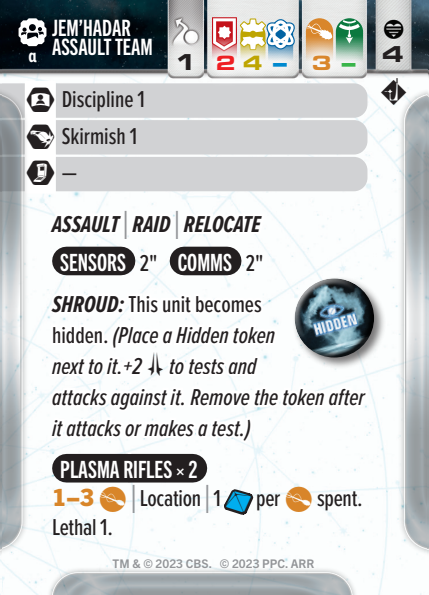 JEM'HADAR
ASSAULT TEAM
α
1
2 4 –
3 –
4
Discipline 1
Skirmish 1
–
ASSAULT | RAID | RELOCATE
SENSORS 2" COMMS 2"
SHROUD: This unit becomes
hidden. (Place a Hidden token
next to it. +2 to tests and
attacks against it. Remove the token after
it attacks or makes a test.)
HIDDEN
PLASMA RIFLES × 2
1–3 | Location | 1 per spent.
Lethal 1.
TM & © 2023 CBS. © 2023 PPC. ARR